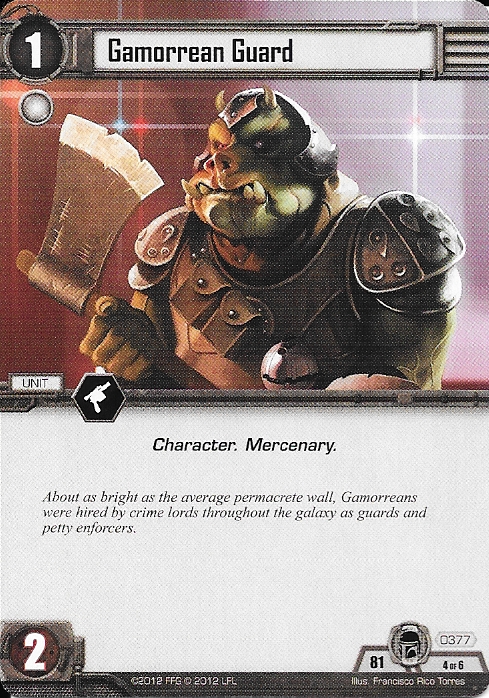 1
Gamorrean Guard
UNIT
Character. Mercenary.
About as bright as the average permacrete wall, Gamorreans
were hired by crime lords throughout the galaxy as guards and
petty enforcers.
2
0377
81
4 OF 6
©2012 FFG © 2012 LFL
Illus. Francisco Rico Torres